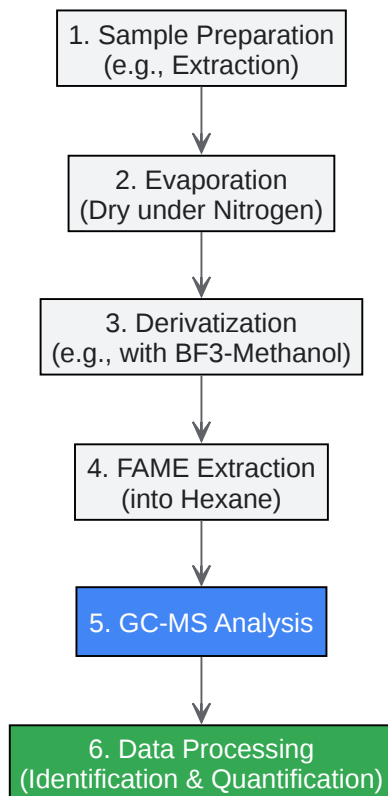 1. Sample Preparation
(e.g., Extraction)
2. Evaporation
(Dry under Nitrogen)
3. Derivatization
(e.g., with BF3-Methanol)
4. FAME Extraction
(into Hexane)
5. GC-MS Analysis
6. Data Processing
(Identification & Quantification)